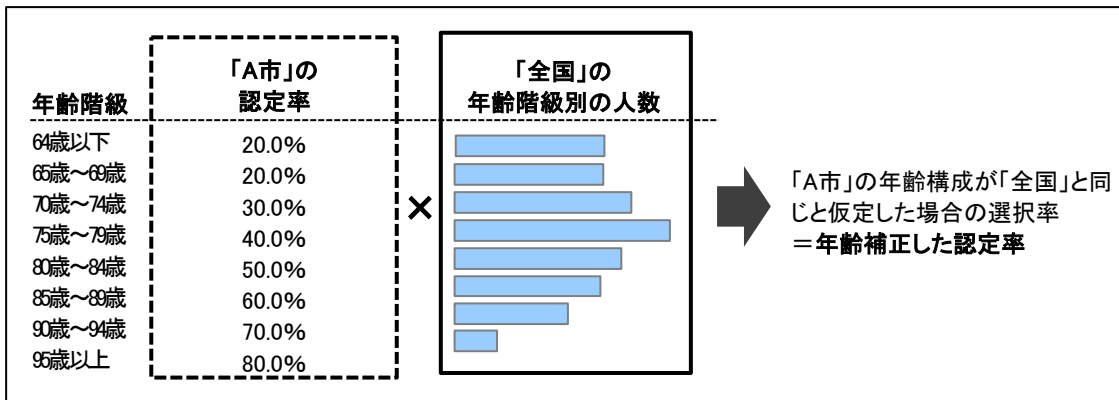 「A市」の
認定率
「全国」の
年齢階級別の人数
年齢階級
64歳以下 20.0%
65歳～69歳 20.0%
70歳～74歳 30.0%
75歳～79歳 40.0%
80歳～84歳 50.0%
85歳～89歳 60.0%
90歳～94歳 70.0%
95歳以上 80.0%
×
「A市」の年齢構成が「全国」と同
じと仮定した場合の選択率
＝年齢補正した認定率